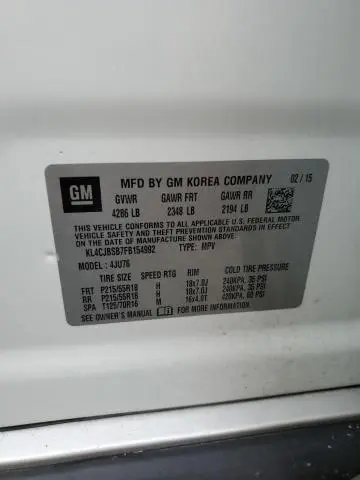 GM
MFD BY GM KOREA COMPANY 02 / 15
GVWR GAWR FRT GAWR RR
4286 LB 2348 LB 2194 LB
THIS VEHICLE CONFORMS TO ALL APPLICABLE U.S. FEDERAL MOTOR
VEHICLE SAFETY, BUMPER, AND THEFT PREVENTION STANDARDS IN
EFFECT ON THE DATE OF MANUFACTURE SHOWN ABOVE.
KL4CJBSB7FB154992 TYPE: MPV
MODEL : 4JU76
TIRE SIZE SPEED RTG RIM COLD TIRE PRESSURE
FRT P215/55R18 H 18x7.0J 240KPA, 35 PSI
RR P215/55R18 H 18x7.0J 240KPA, 35 PSI
SPA T125/70R16 M 16x4.0T 420KPA, 60 PSI
SEE OWNER'S MANUAL FOR MORE INFORMATION.